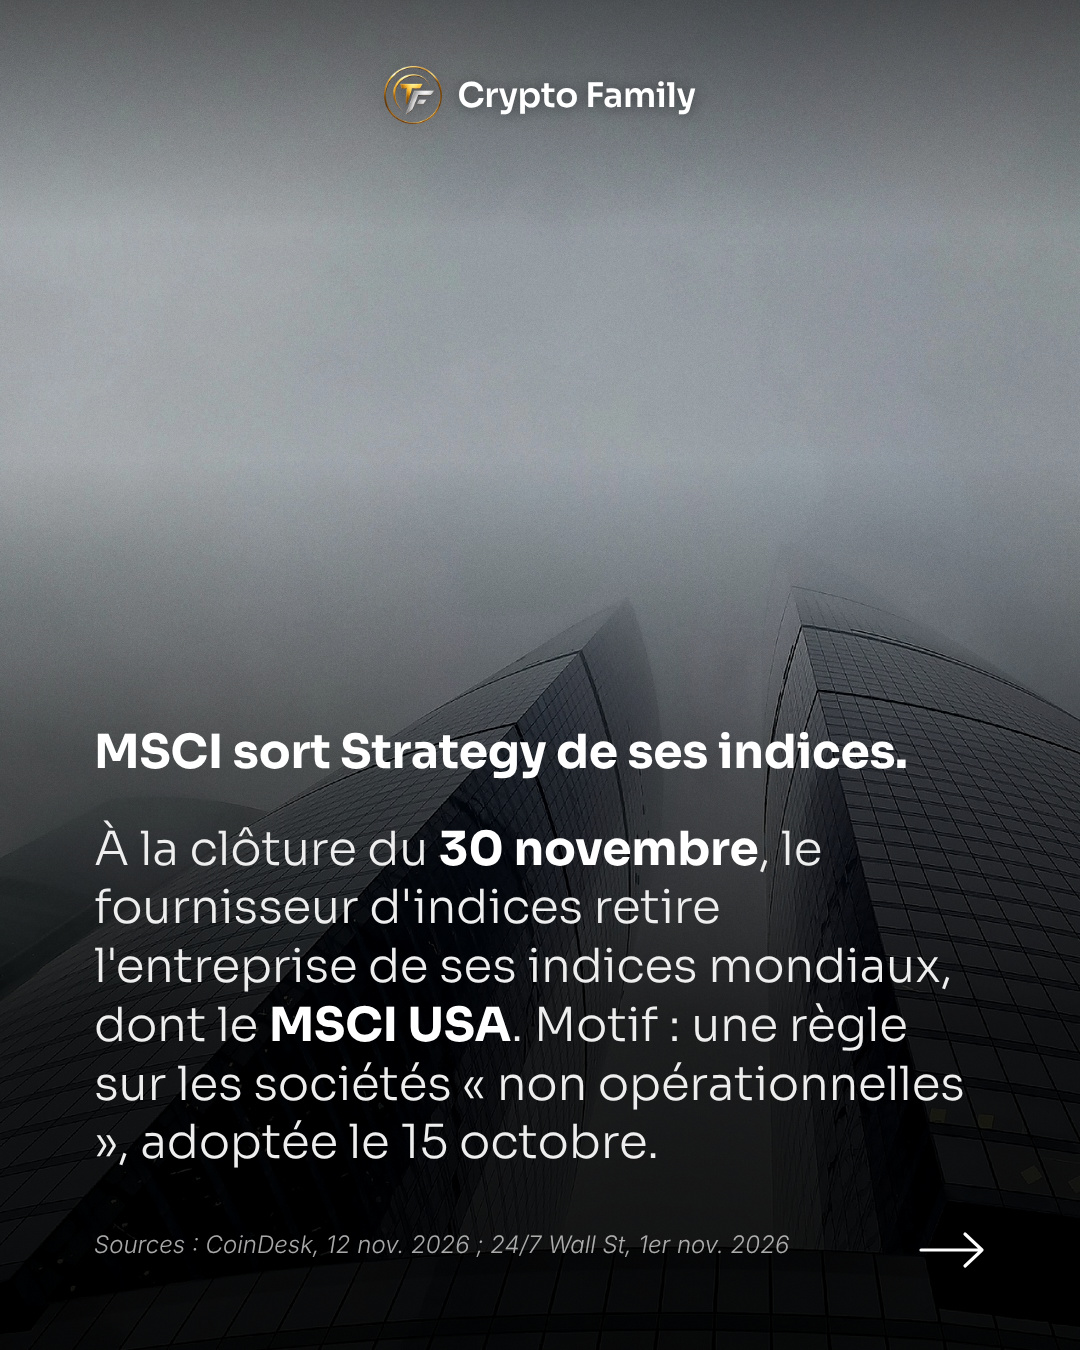 TF Crypto Family
MSCI sort Strategy de ses indices.
À la clôture du 30 novembre, le
fournisseur d'indices retire
l'entreprise de ses indices mondiaux,
dont le MSCI USA. Motif : une règle
sur les sociétés « non opérationnelles
», adoptée le 15 octobre.
Sources : CoinDesk, 12 nov. 2026 ; 24/7 Wall St, 1er nov. 2026